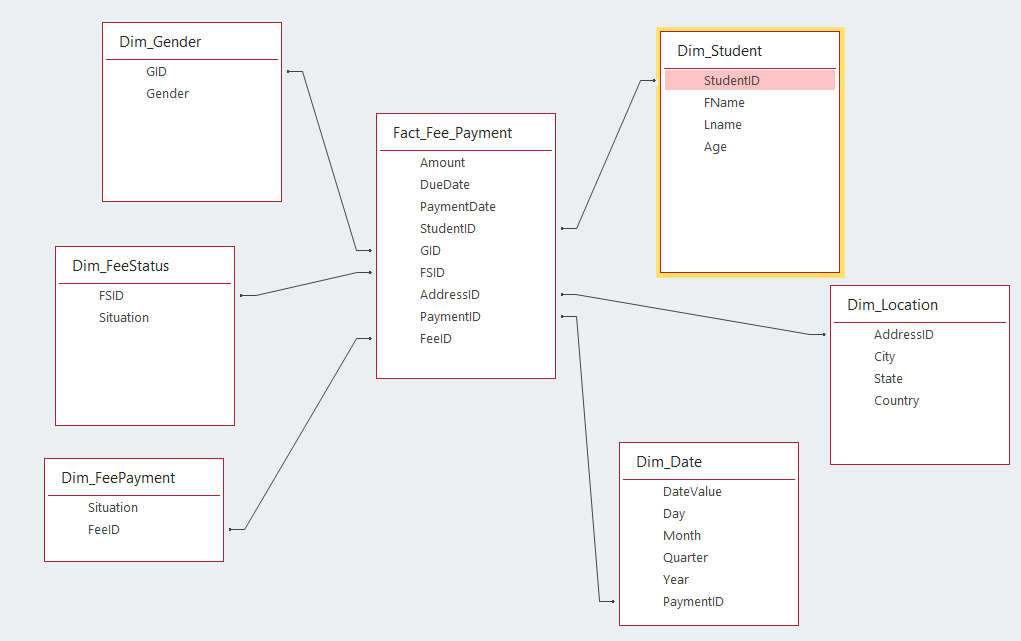 Dim_Gender
GID
Gender
Dim_FeeStatus
FSID
Situation
Dim_FeePayment
Situation
FeeID
Fact_Fee_Payment
Amount
DueDate
PaymentDate
StudentID
GID
FSID
AddressID
PaymentID
FeeID
Dim_Student
StudentID
FName
Lname
Age
Dim_Location
AddressID
City
State
Country
Dim_Date
DateValue
Day
Month
Quarter
Year
PaymentID